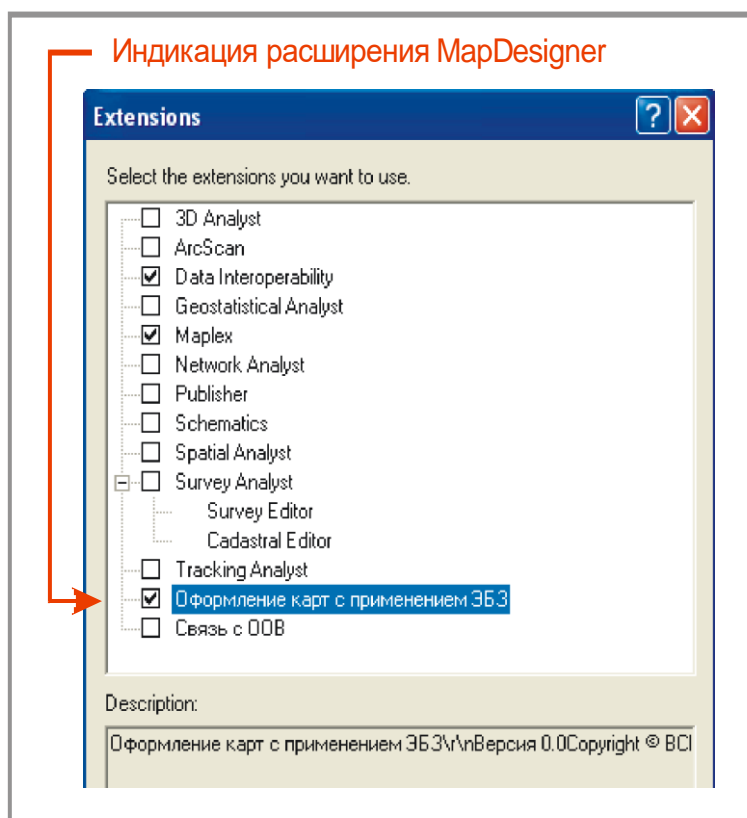 Индикация расширения MapDesigner
Extensions
Select the extensions you want to use.
3D Analyst
ArcScan
Data Interoperability
Geostatistical Analyst
Maplex
Network Analyst
Publisher
Schematics
Spatial Analyst
Survey Analyst
Survey Editor
Cadastral Editor
Tracking Analyst
Оформление карт с применением ЭБЗ
Связь с ООВ
Description:
Оформление карт с применением ЭБЗ\r\nВерсия 0.0Copyright © ВСI